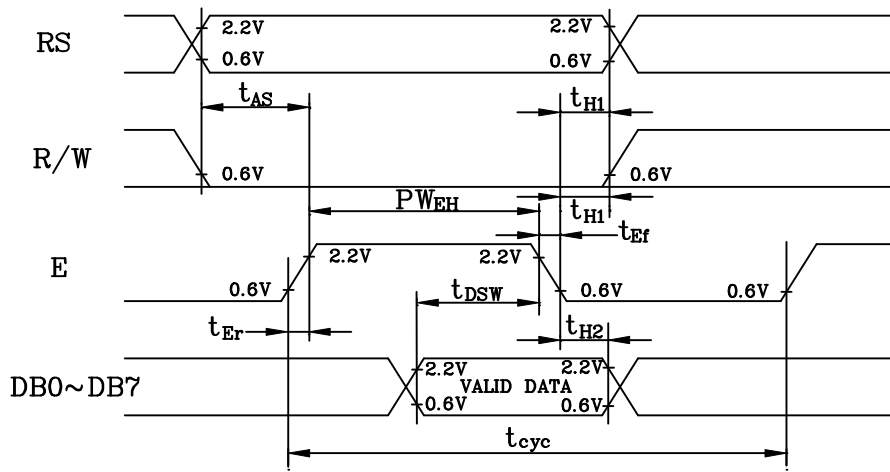 RS
2.2V
2.2V
0.6V
0.6V
tAS
tH1
R/W
0.6V
0.6V
PWEH
tH1
tEf
E
2.2V
2.2V
0.6V
0.6V
0.6V
tDSW
tEr
tH2
DB0~DB7
2.2V
VALID DATA
2.2V
0.6V
0.6V
tcyc